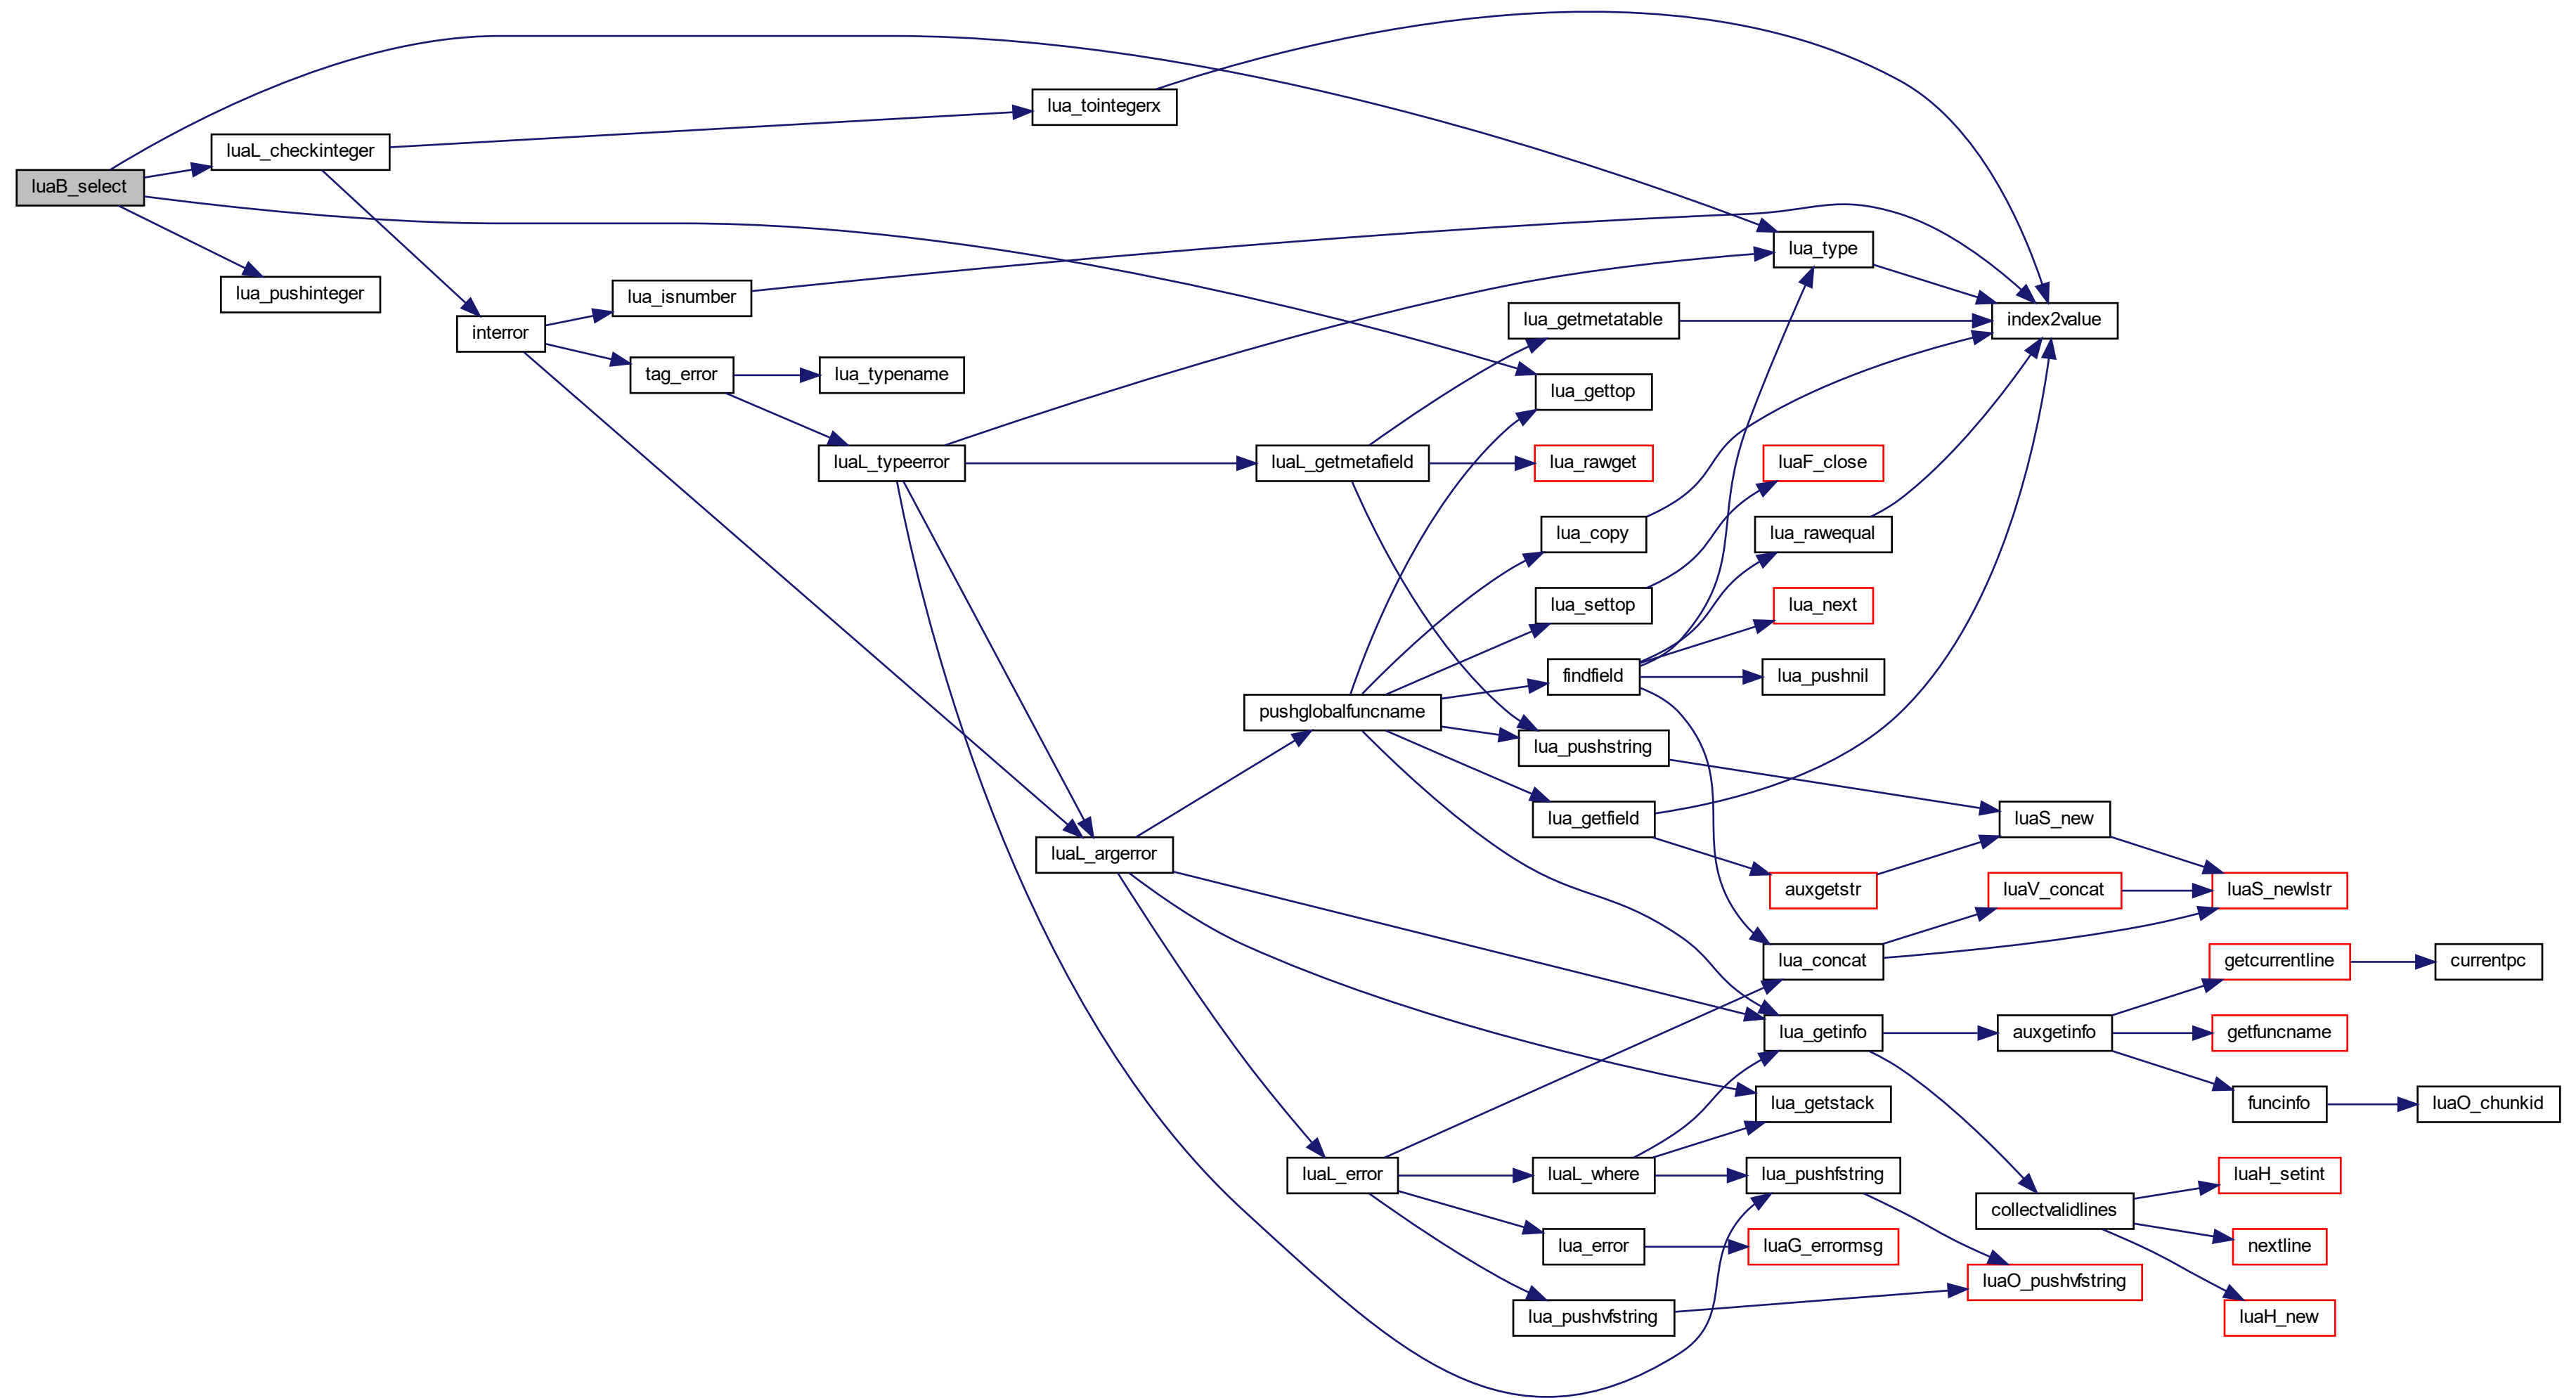 luaB_select
luaL_checkinteger
lua_pushinteger
interror
lua_isnumber
tag_error
lua_typename
luaL_typeerror
lua_tointegerx
luaL_argerror
luaL_getmetafield
pushglobalfuncname
luaL_error
lua_getmetatable
lua_gettop
lua_rawget
lua_copy
lua_settop
findfield
lua_pushstring
lua_getfield
luaL_where
lua_error
lua_pushvfstring
lua_type
luaF_close
lua_rawequal
lua_next
lua_pushnil
auxgetstr
lua_concat
lua_getinfo
lua_getstack
lua_pushfstring
luaG_errormsg
index2value
luaS_new
luaV_concat
auxgetinfo
collectvalidlines
luaO_pushvfstring
luaS_newlstr
getcurrentline
getfuncname
funcinfo
luaH_setint
nextline
luaH_new
currentpc
luaO_chunkid